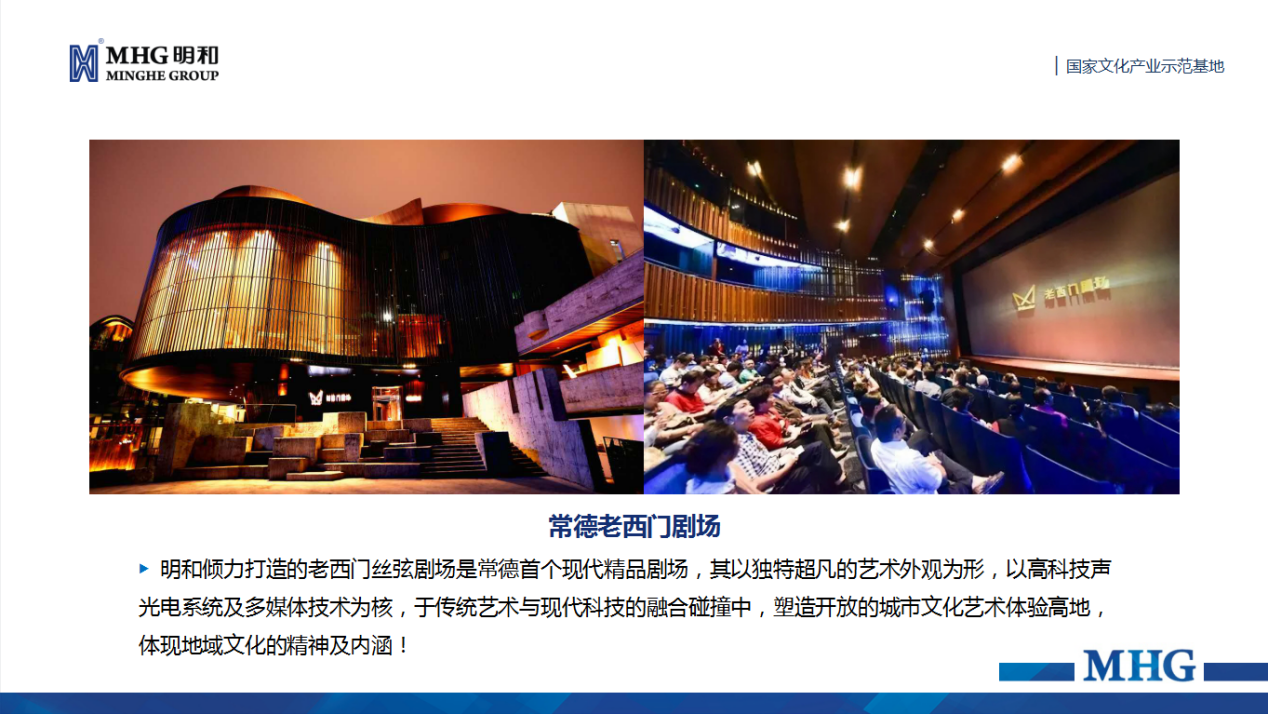 MHG 明和
MINGHE GROUP
国家文化产业示范基地
老西门剧场
常德老西门剧场
明和倾力打造的老西门丝弦剧场是常德首个现代精品剧场，其以独特超凡的艺术外观为形，以高科技声
光电系统及多媒体技术为核，于传统艺术与现代科技的融合碰撞中，塑造开放的城市文化艺术体验高地，
体现地域文化的精神及内涵！
MHG